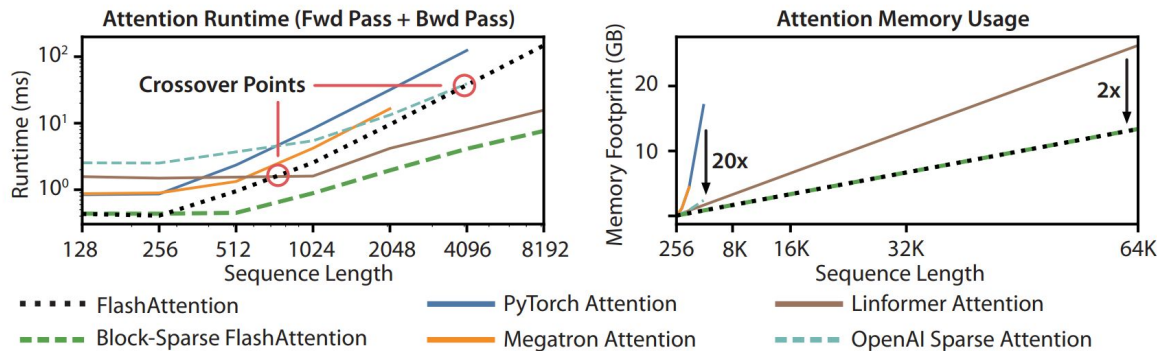 Attention Runtime (Fwd Pass + Bwd Pass)
Runtime (ms)
10²
10¹
10⁰
Crossover Points
128 256 512 1024 2048 4096 8192
Sequence Length
Attention Memory Usage
Memory Footprint (GB)
20
10
20x
2x
256 8K 16K 32K 64K
Sequence Length
FlashAttention PyTorch Attention Linformer Attention
Block-Sparse FlashAttention Megatron Attention OpenAI Sparse Attention